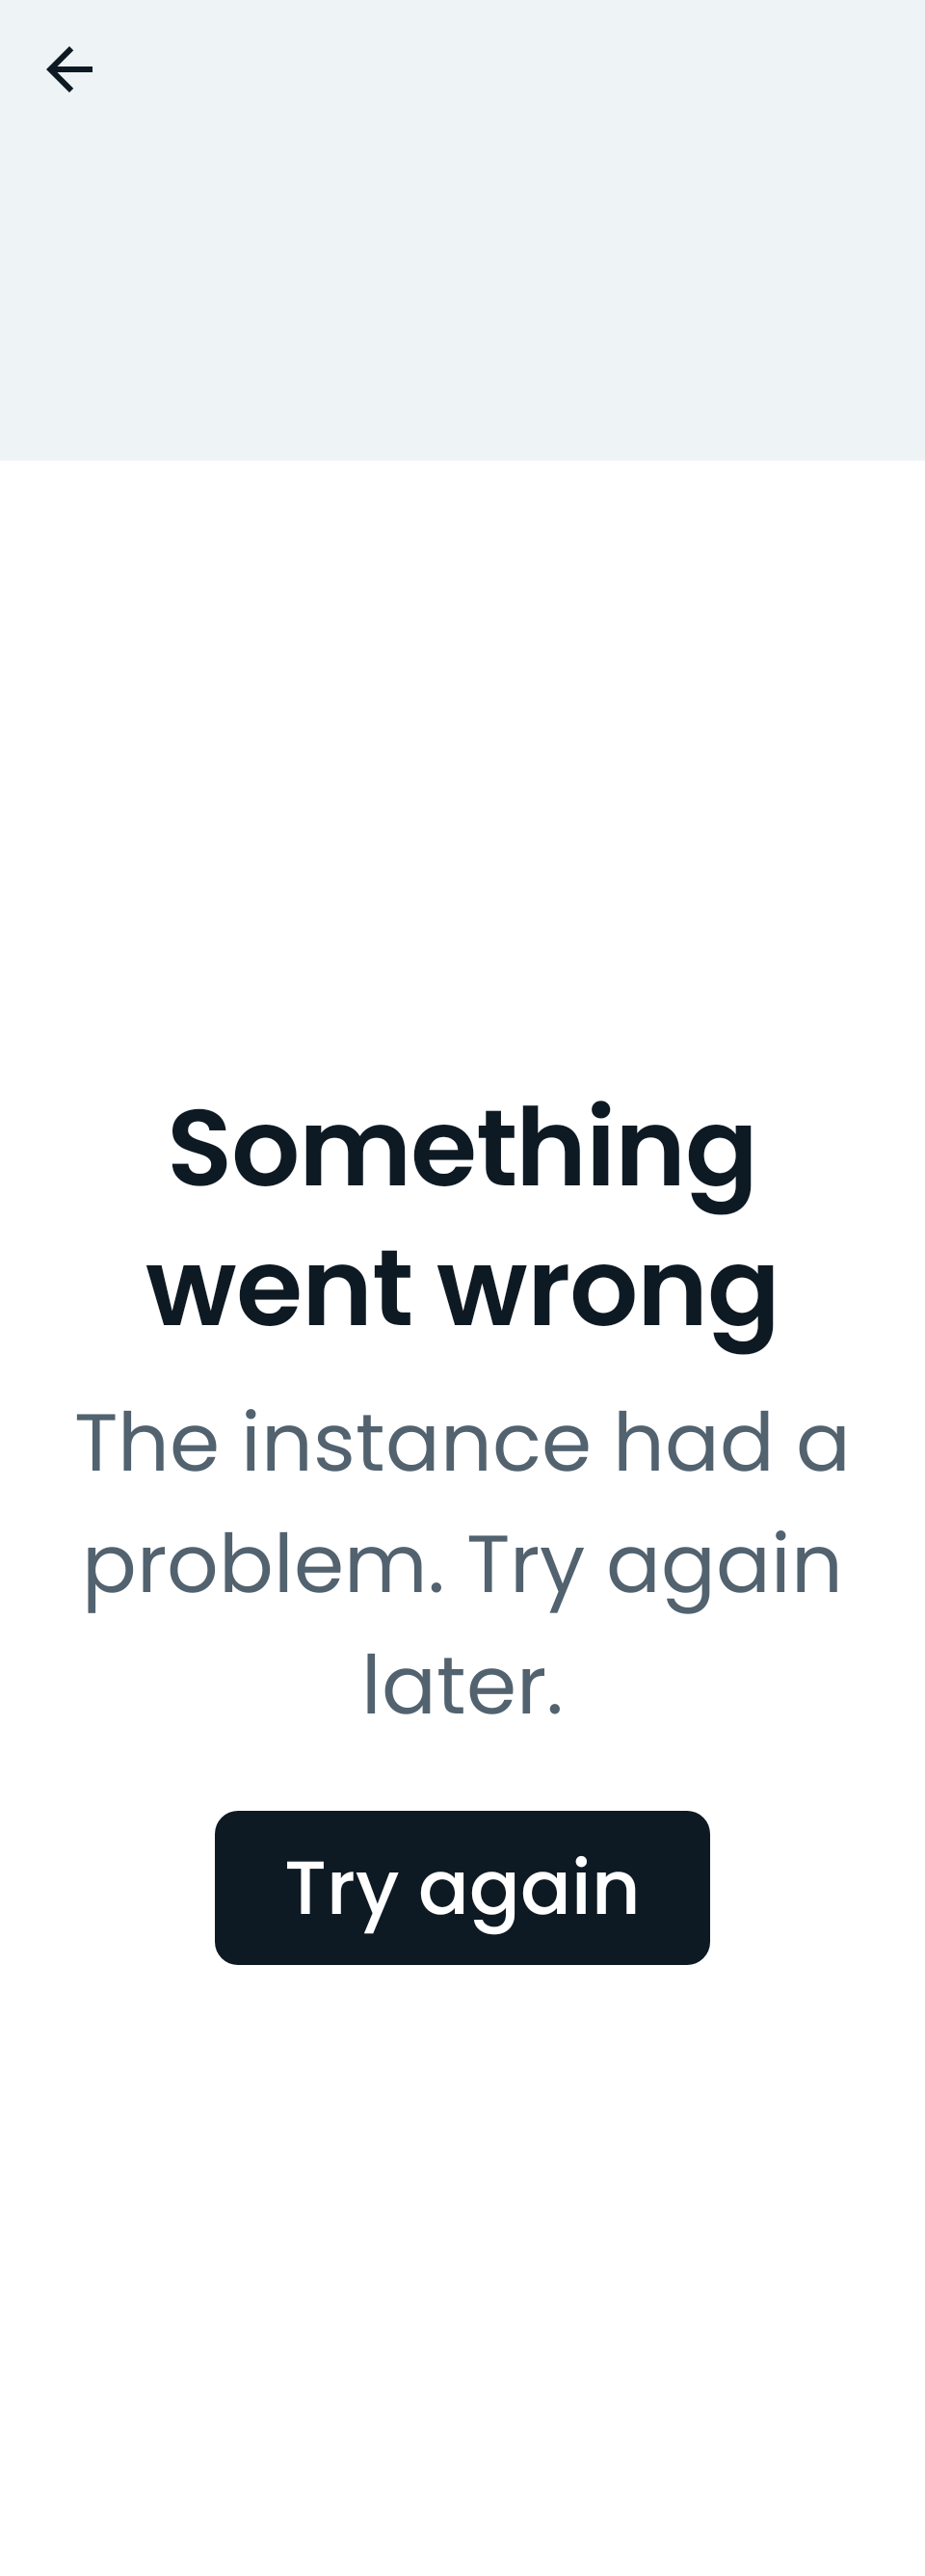 Something
went wrong
The instance had a
problem. Try again
later.
Try again